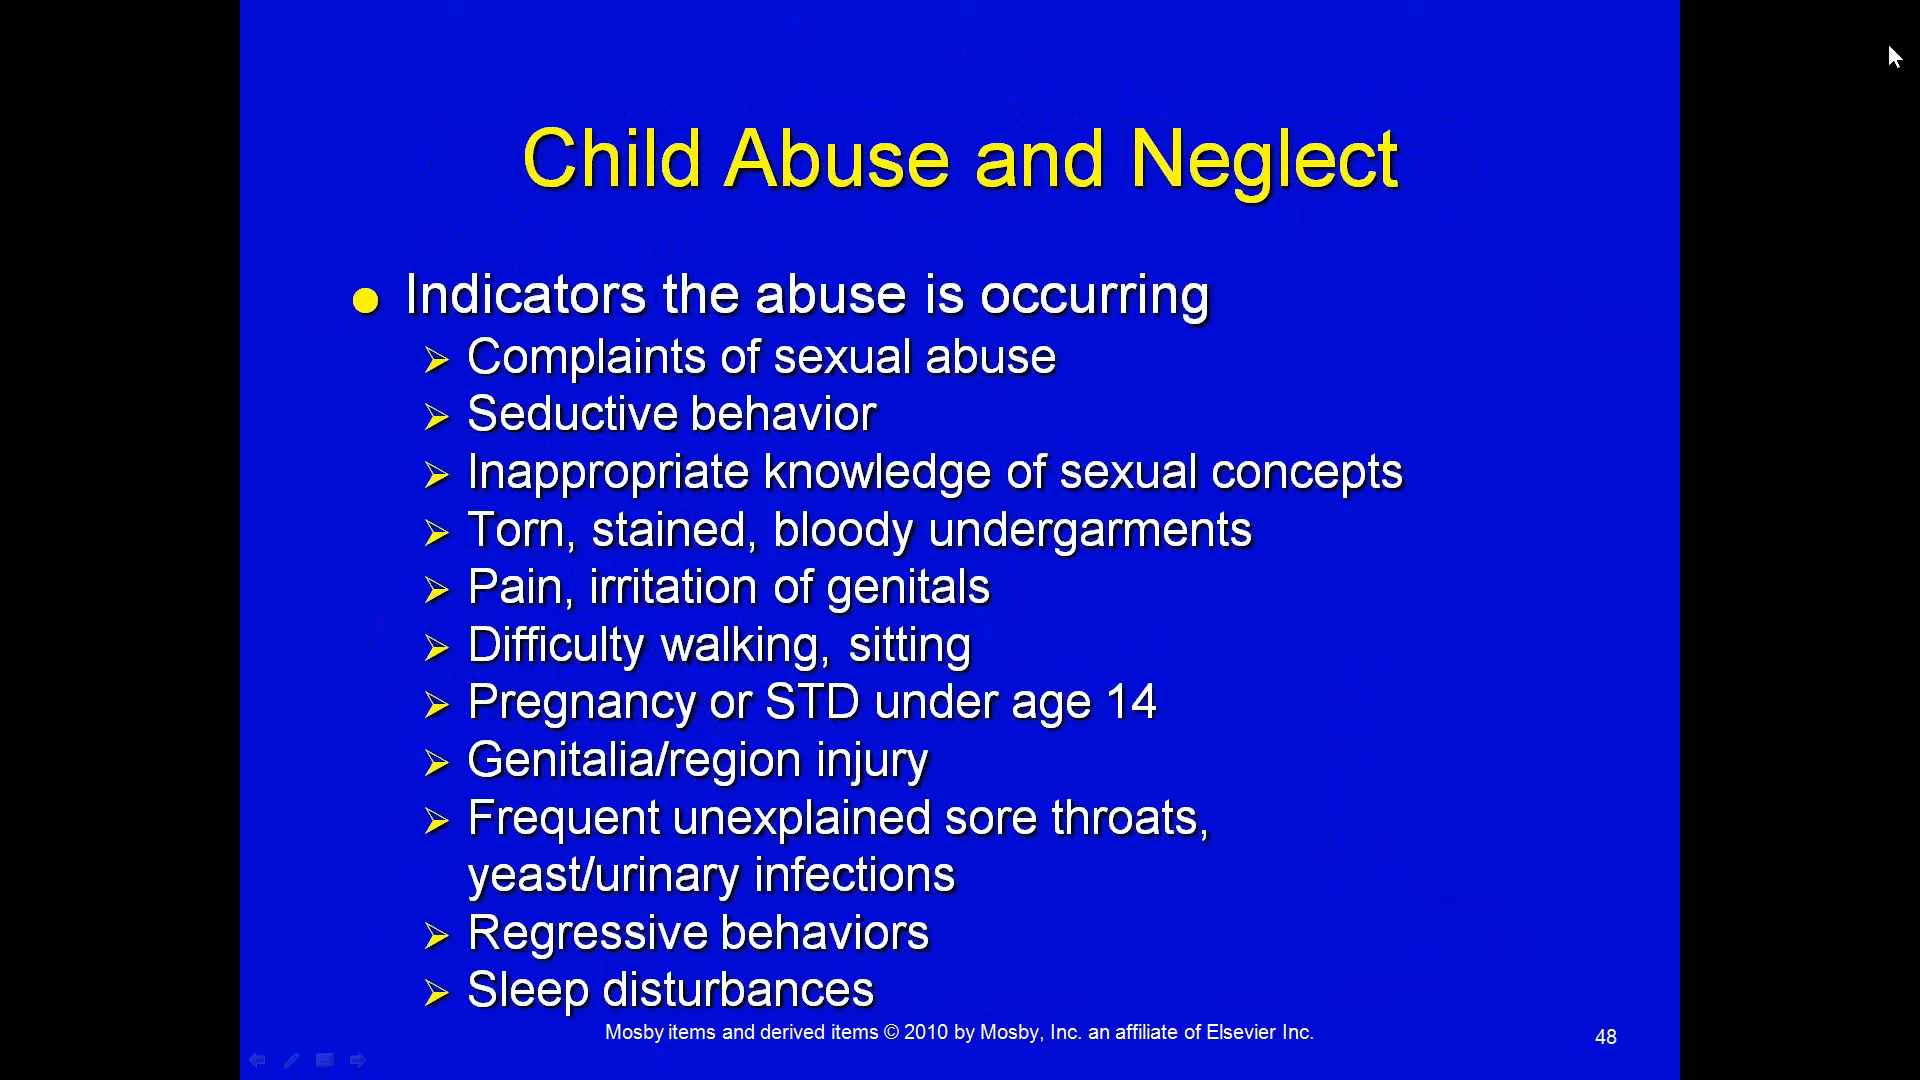 Child Abuse and Neglect
Indicators the abuse is occurring
Complaints of sexual abuse
Seductive behavior
Inappropriate knowledge of sexual concepts
Torn, stained, bloody undergarments
Pain, irritation of genitals
Difficulty walking, sitting
Pregnancy or STD under age 14
Genitalia/region injury
Frequent unexplained sore throats,
yeast/urinary infections
Regressive behaviors
Sleep disturbances
Mosby items and derived items © 2010 by Mosby, Inc. an affiliate of Elsevier Inc.
48